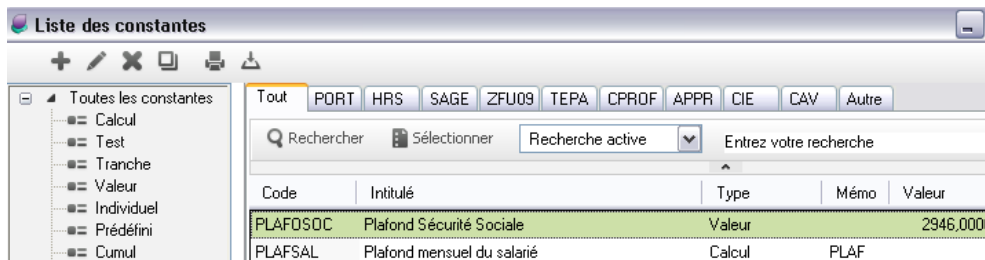 Liste des constantes
Toutes les constantes
Calcul
Test
Tranche
Valeur
Individuel
Prédéfini
Cumul
Tout PORT HRS SAGE ZFU09 TEPA CPROF APPR CIE CAV Autre
Rechercher Sélectionner Recherche active Entrez votre recherche
Code Intitulé Type Mémo Valeur
PLAFOSOC Plafond Sécurité Sociale Valeur 2946,000
PLAFSAL Plafond mensuel du salarié Calcul PLAF